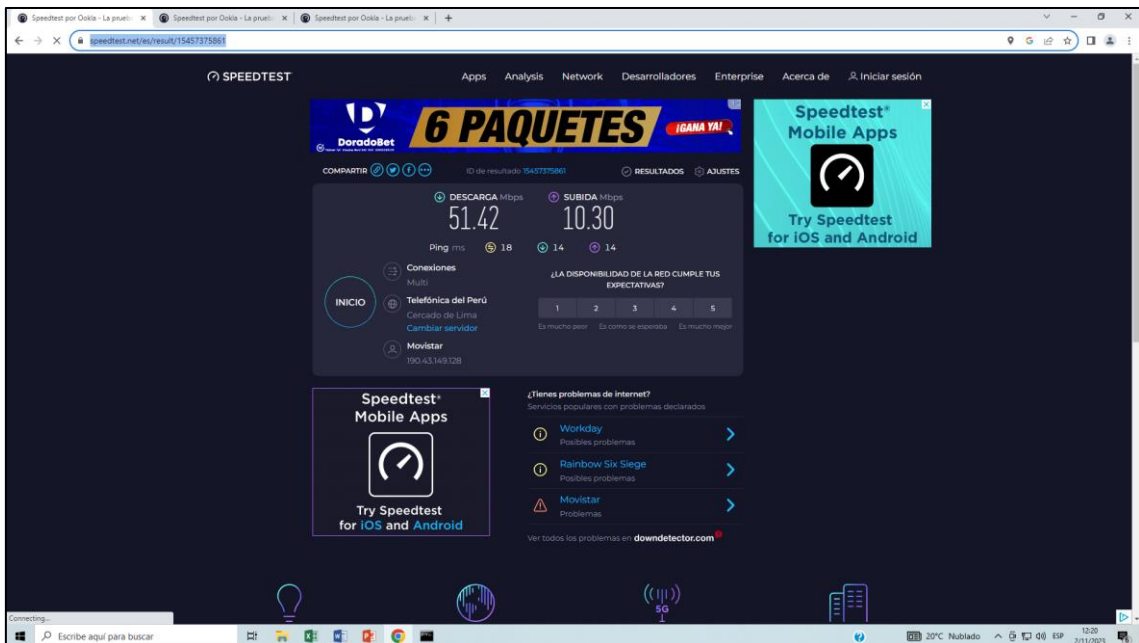 Speedtest por Ookla - La prueb
Speedtest por Ookla - La prueb
Speedtest por Ookla - La prueb
speedtest.net/es/result/15457375861
SPEEDTEST
Apps Analysis Network Desarrolladores Enterprise Acerca de Iniciar sesión
DoradoBet
6 PAQUETES
¡GANA YA!
Speedtest®
Mobile Apps
Try Speedtest
for iOS and Android
COMPARTIR
ID de resultado 15457375861
RESULTADOS AJUSTES
DESCARGA Mbps
51.42
SUBIDA Mbps
10.30
Ping ms 18 14 14
INICIO
Conexiones
Multi
Telefónica del Perú
Cercado de Lima
Cambiar servidor
Movistar
190.43.149.128
¿LA DISPONIBILIDAD DE LA RED CUMPLE TUS
EXPECTATIVAS?
1 2 3 4 5
Es mucho peor Es como se esperaba Es mucho mejor
Speedtest®
Mobile Apps
Try Speedtest
for iOS and Android
¿Tienes problemas de internet?
Servicios populares con problemas declarados
Workday
Posibles problemas
Rainbow Six Siege
Posibles problemas
Movistar
Problemas
Ver todos los problemas en downdetector.com
5G
Connecting...
Escribe aquí para buscar
20°C Nublado
ESP
12:20
2/11/2023